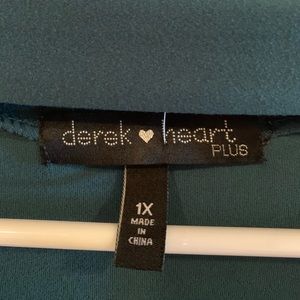 derek heart
PLUS
1X
MADE
IN
CHINA